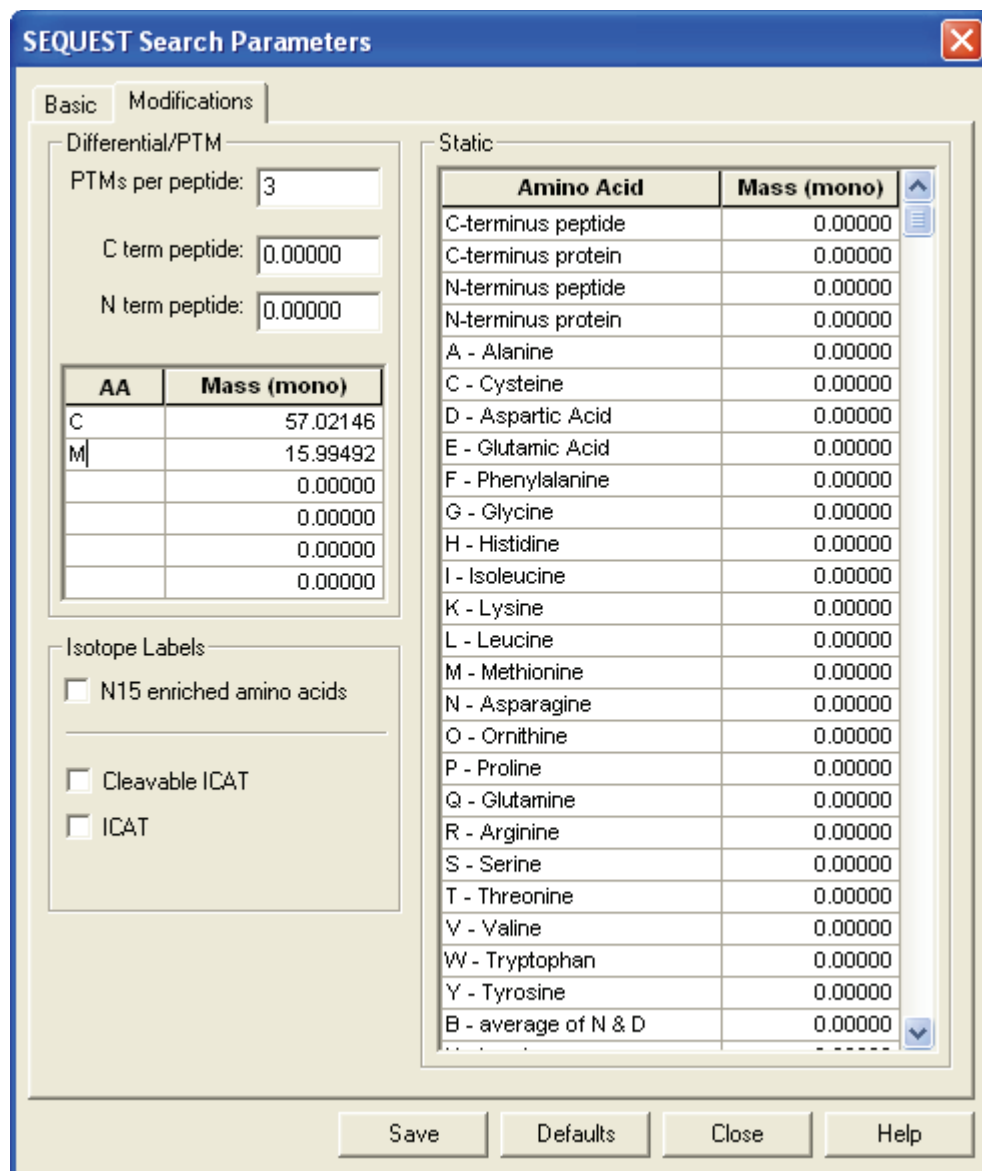 SEQUEST Search Parameters
Basic Modifications
Differential/PTM
PTMs per peptide: 3
C term peptide: 0.00000
N term peptide: 0.00000
AA Mass (mono)
C 57.02146
M 15.99492
0.00000
0.00000
0.00000
0.00000
Isotope Labels
N15 enriched amino acids
Cleavable ICAT
ICAT
Static
Amino Acid Mass (mono)
C-terminus peptide 0.00000
C-terminus protein 0.00000
N-terminus peptide 0.00000
N-terminus protein 0.00000
A - Alanine 0.00000
C - Cysteine 0.00000
D - Aspartic Acid 0.00000
E - Glutamic Acid 0.00000
F - Phenylalanine 0.00000
G - Glycine 0.00000
H - Histidine 0.00000
I - Isoleucine 0.00000
K - Lysine 0.00000
L - Leucine 0.00000
M - Methionine 0.00000
N - Asparagine 0.00000
O - Ornithine 0.00000
P - Proline 0.00000
Q - Glutamine 0.00000
R - Arginine 0.00000
S - Serine 0.00000
T - Threonine 0.00000
V - Valine 0.00000
W - Tryptophan 0.00000
Y - Tyrosine 0.00000
B - average of N & D 0.00000
Save Defaults Close Help